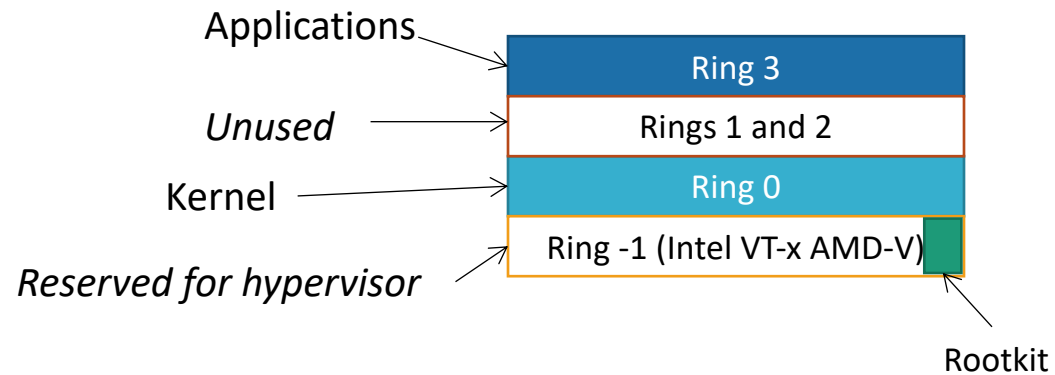 Applications
Ring 3
Unused
Rings 1 and 2
Kernel
Ring 0
Ring -1 (Intel VT-x AMD-V)
Reserved for hypervisor
Rootkit